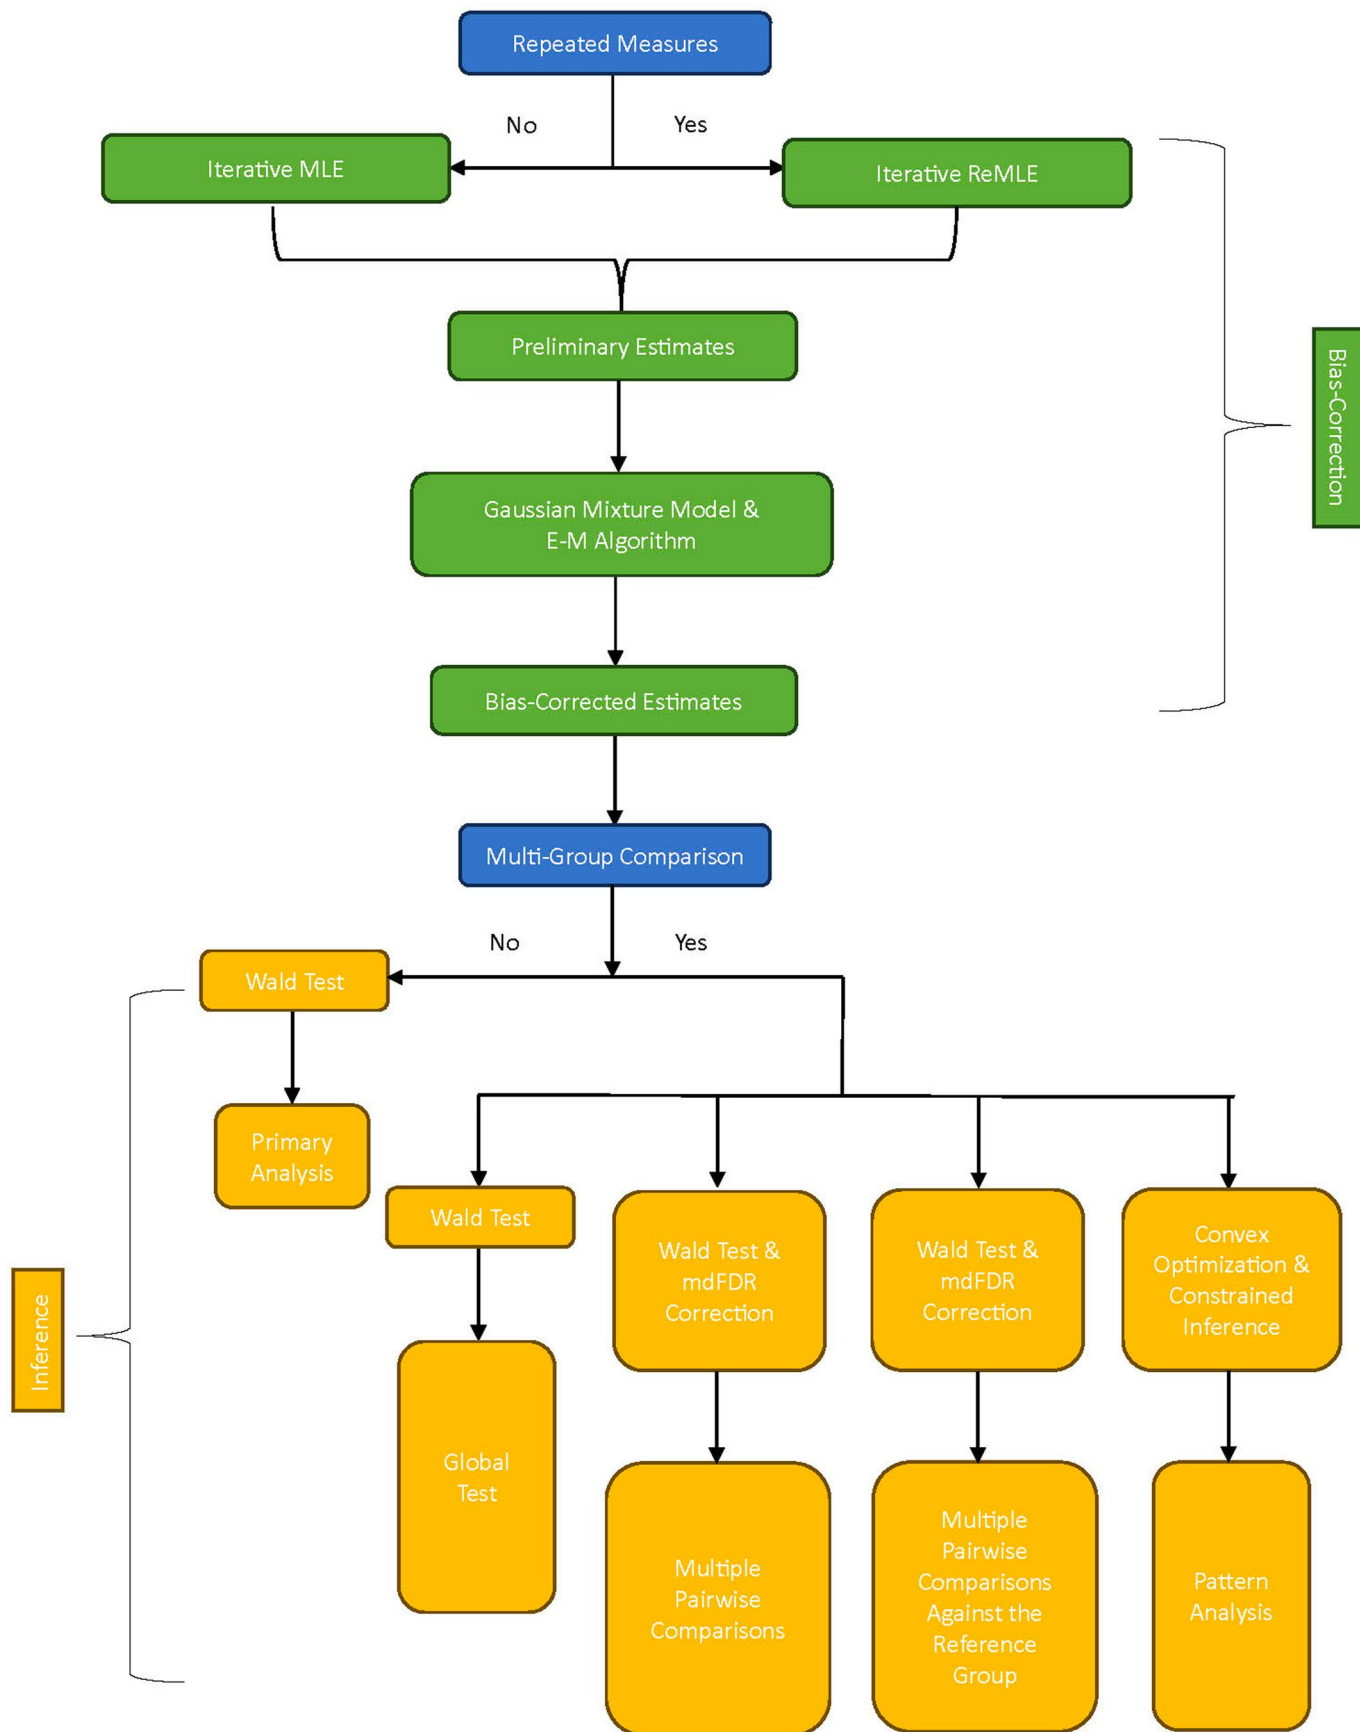 Repeated Measures
No
Yes
Iterative MLE
Iterative ReMLE
Preliminary Estimates
Bias-Correction
Gaussian Mixture Model &
E-M Algorithm
Bias-Corrected Estimates
Multi-Group Comparison
No
Yes
Wald Test
Primary
Analysis
Inference
Wald Test
Wald Test &
mdFDR
Correction
Wald Test &
mdFDR
Correction
Convex
Optimization &
Constrained
Inference
Global
Test
Multiple
Pairwise
Comparisons
Multiple
Pairwise
Comparisons
Against the
Reference
Group
Pattern
Analysis